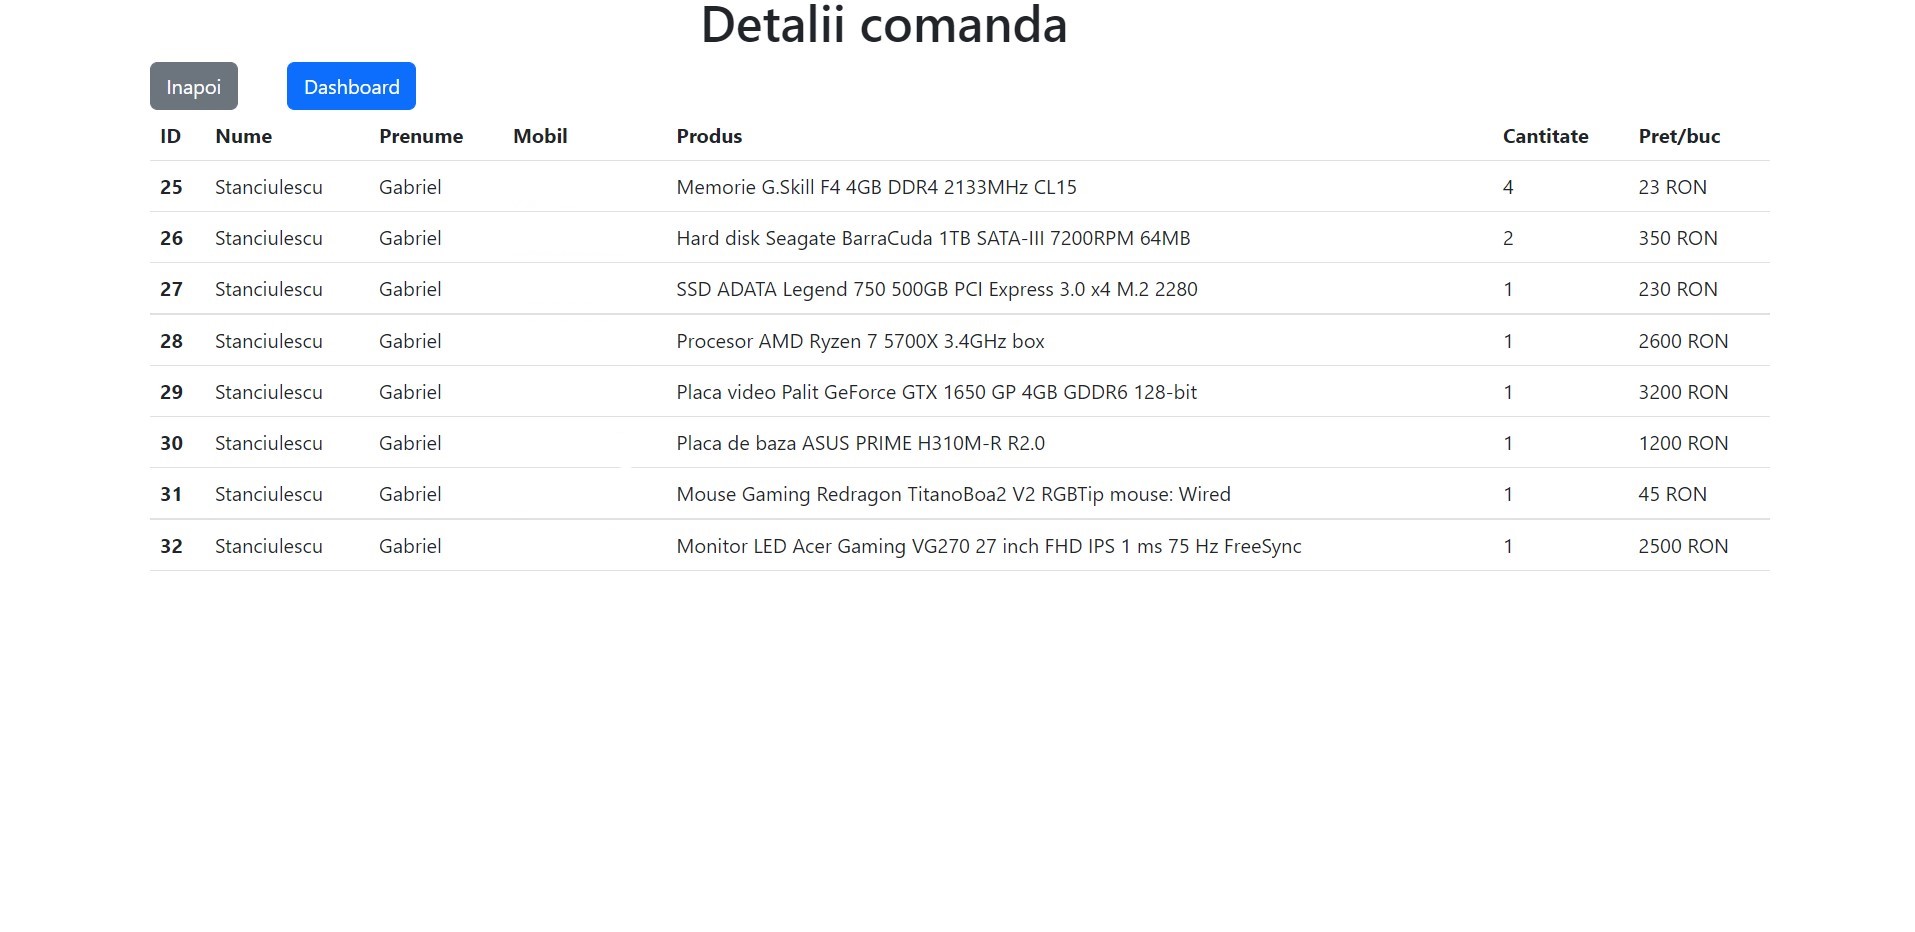 Detalii comanda
Inapoi Dashboard
ID Nume Prenume Mobil Produs Cantitate Pret/buc
25 Stanciulescu Gabriel Memorie G.Skill F4 4GB DDR4 2133MHz CL15 4 23 RON
26 Stanciulescu Gabriel Hard disk Seagate BarraCuda 1TB SATA-III 7200RPM 64MB 2 350 RON
27 Stanciulescu Gabriel SSD ADATA Legend 750 500GB PCI Express 3.0 x4 M.2 2280 1 230 RON
28 Stanciulescu Gabriel Procesor AMD Ryzen 7 5700X 3.4GHz box 1 2600 RON
29 Stanciulescu Gabriel Placa video Palit GeForce GTX 1650 GP 4GB GDDR6 128-bit 1 3200 RON
30 Stanciulescu Gabriel Placa de baza ASUS PRIME H310M-R R2.0 1 1200 RON
31 Stanciulescu Gabriel Mouse Gaming Redragon TitanoBoa2 V2 RGBTip mouse: Wired 1 45 RON
32 Stanciulescu Gabriel Monitor LED Acer Gaming VG270 27 inch FHD IPS 1 ms 75 Hz FreeSync 1 2500 RON